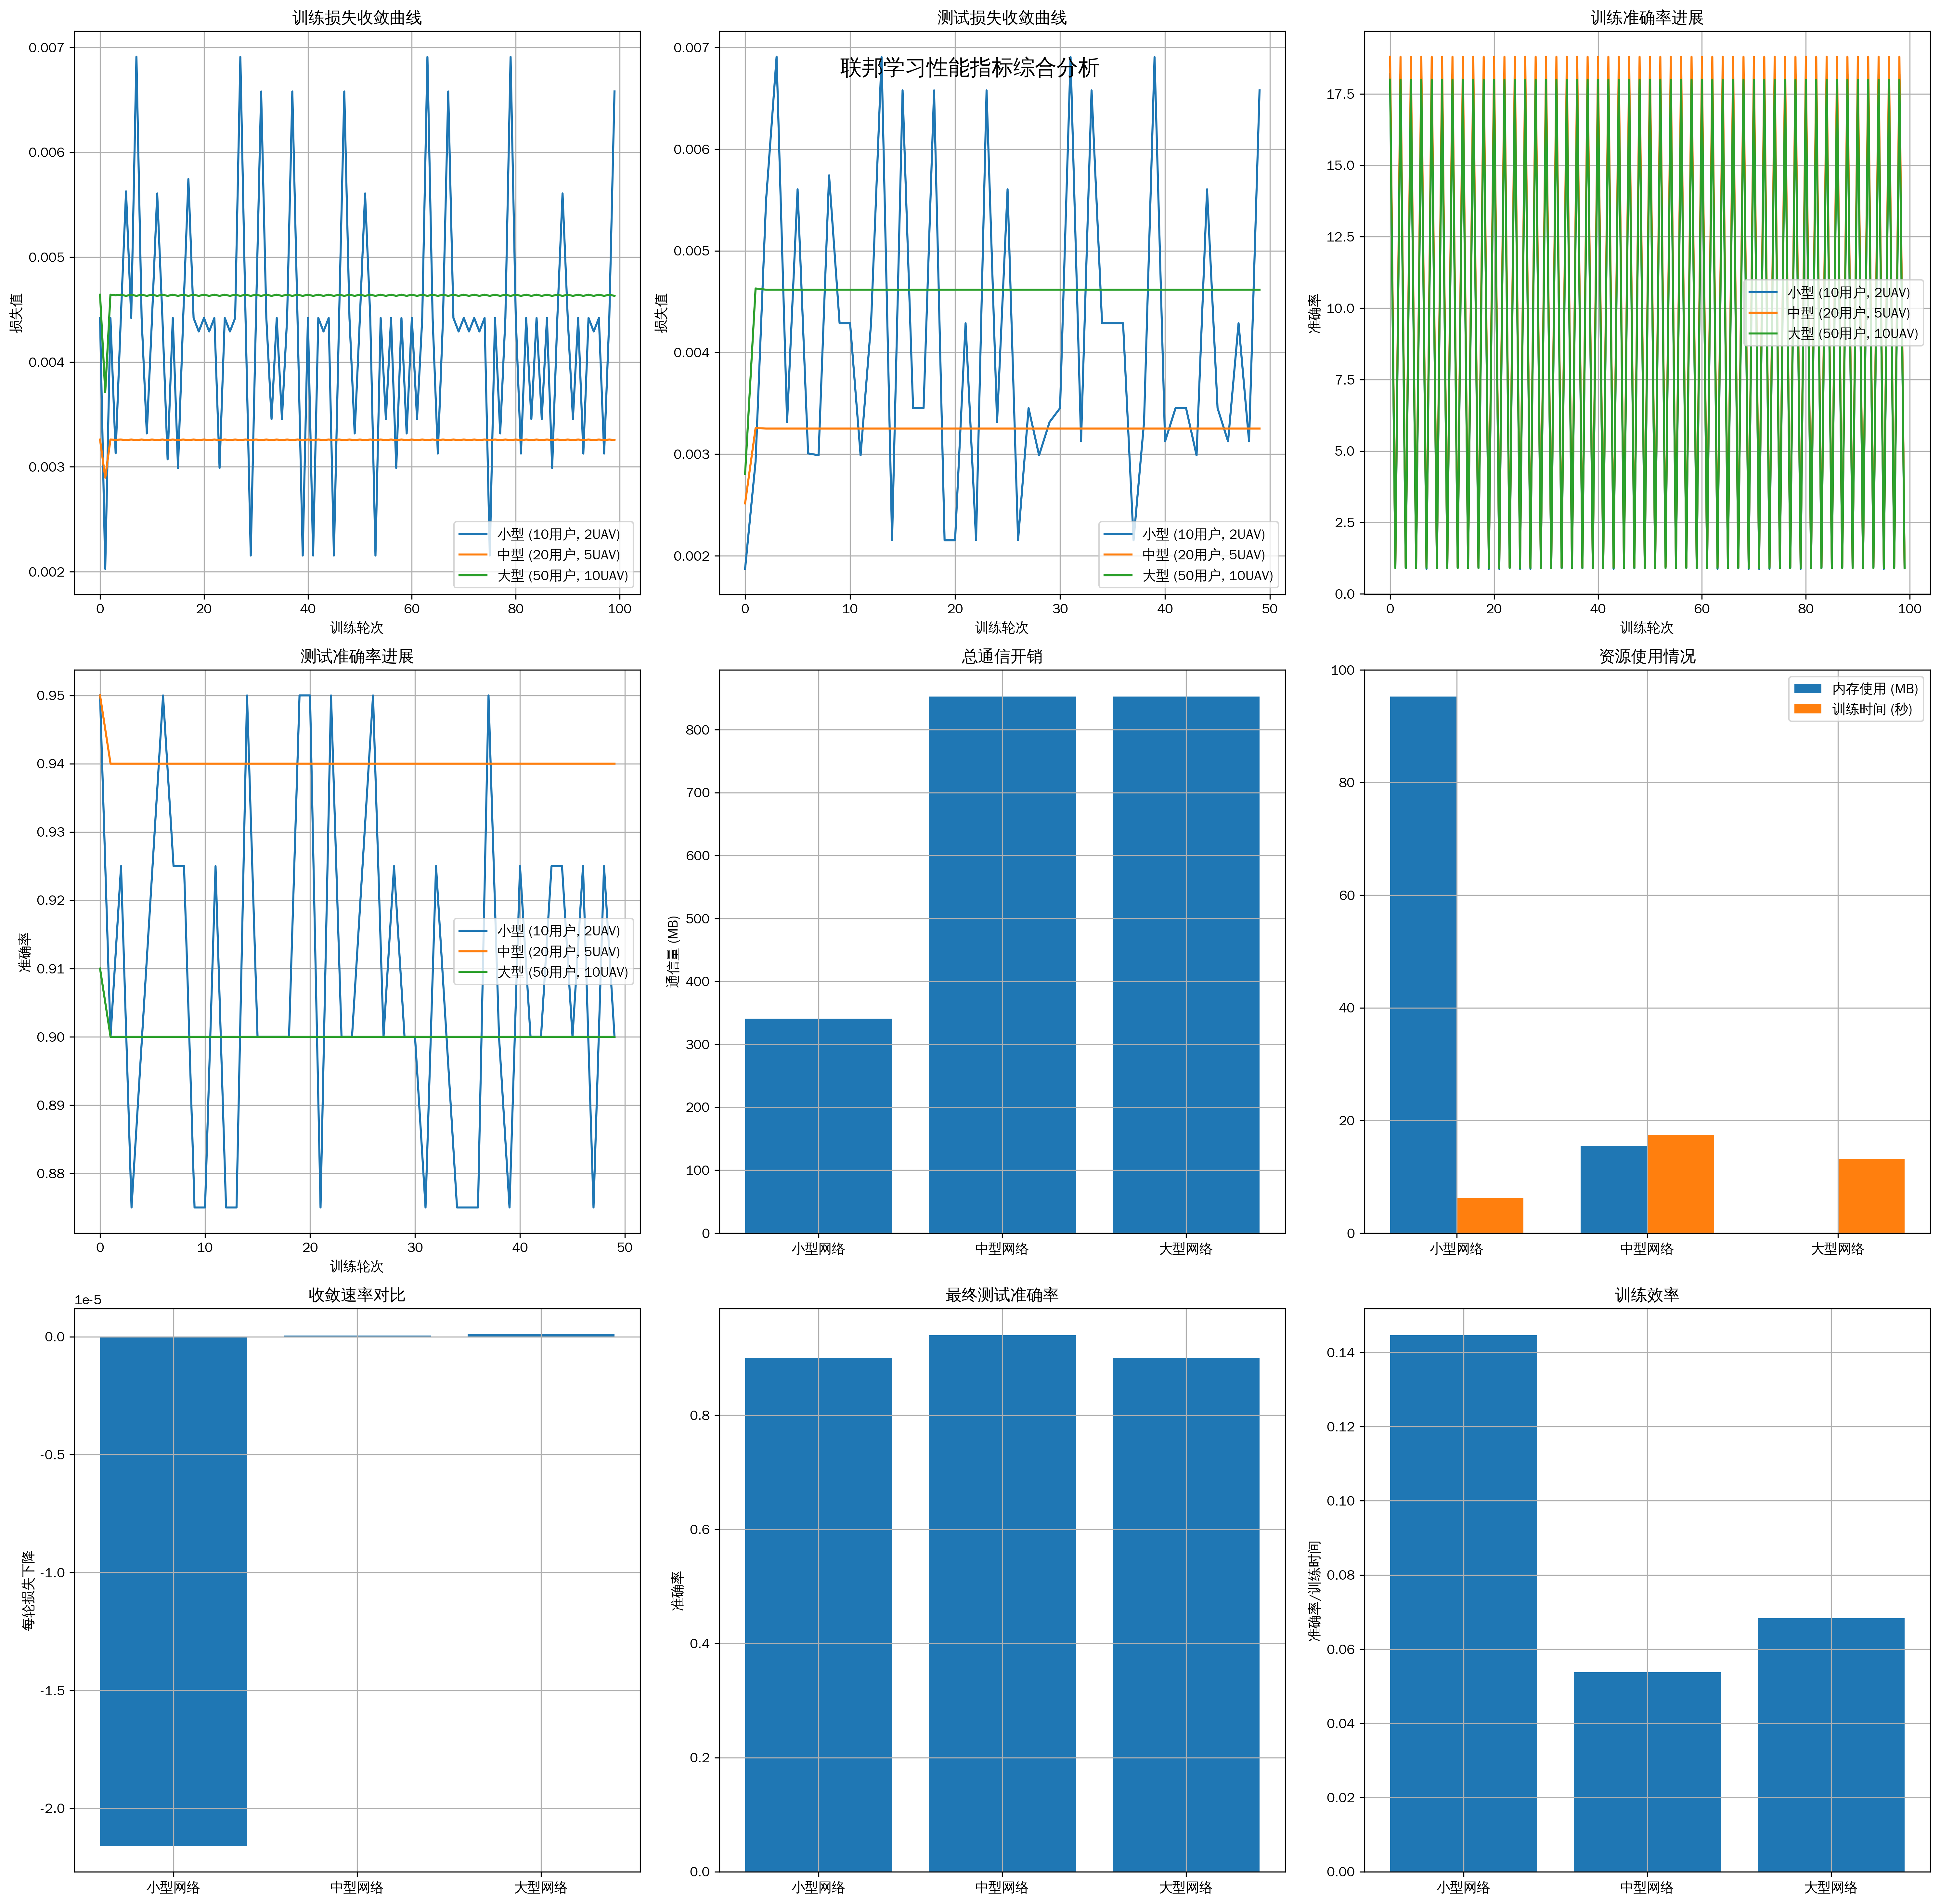 训练损失收敛曲线
0.007
0.006
0.005
0.004
0.003
0.002
损失值
0 20 40 60 80 100
训练轮次
小型 (10用户, 2UAV)
中型 (20用户, 5UAV)
大型 (50用户, 10UAV)
测试损失收敛曲线
联邦学习性能指标综合分析
0.007
0.006
0.005
0.004
0.003
0.002
损失值
0 10 20 30 40 50
训练轮次
小型 (10用户, 2UAV)
中型 (20用户, 5UAV)
大型 (50用户, 10UAV)
训练准确率进展
17.5
15.0
12.5
10.0
7.5
5.0
2.5
0.0
准确率
0 20 40 60 80 100
训练轮次
小型 (10用户, 2UAV)
中型 (20用户, 5UAV)
大型 (50用户, 10UAV)
测试准确率进展
0.95
0.94
0.93
0.92
0.91
0.90
0.89
0.88
准确率
0 10 20 30 40 50
训练轮次
小型 (10用户, 2UAV)
中型 (20用户, 5UAV)
大型 (50用户, 10UAV)
总通信开销
800
700
600
500
400
300
200
100
0
通信量 (MB)
小型网络 中型网络 大型网络
资源使用情况
100
80
60
40
20
0
内存使用 (MB)
训练时间 (秒)
小型网络 中型网络 大型网络
收敛速率对比
1e-5
0.0
-0.5
-1.0
-1.5
-2.0
每轮损失下降
小型网络 中型网络 大型网络
最终测试准确率
0.8
0.6
0.4
0.2
0.0
准确率
小型网络 中型网络 大型网络
训练效率
0.14
0.12
0.10
0.08
0.06
0.04
0.02
0.00
准确率/训练时间
小型网络 中型网络 大型网络